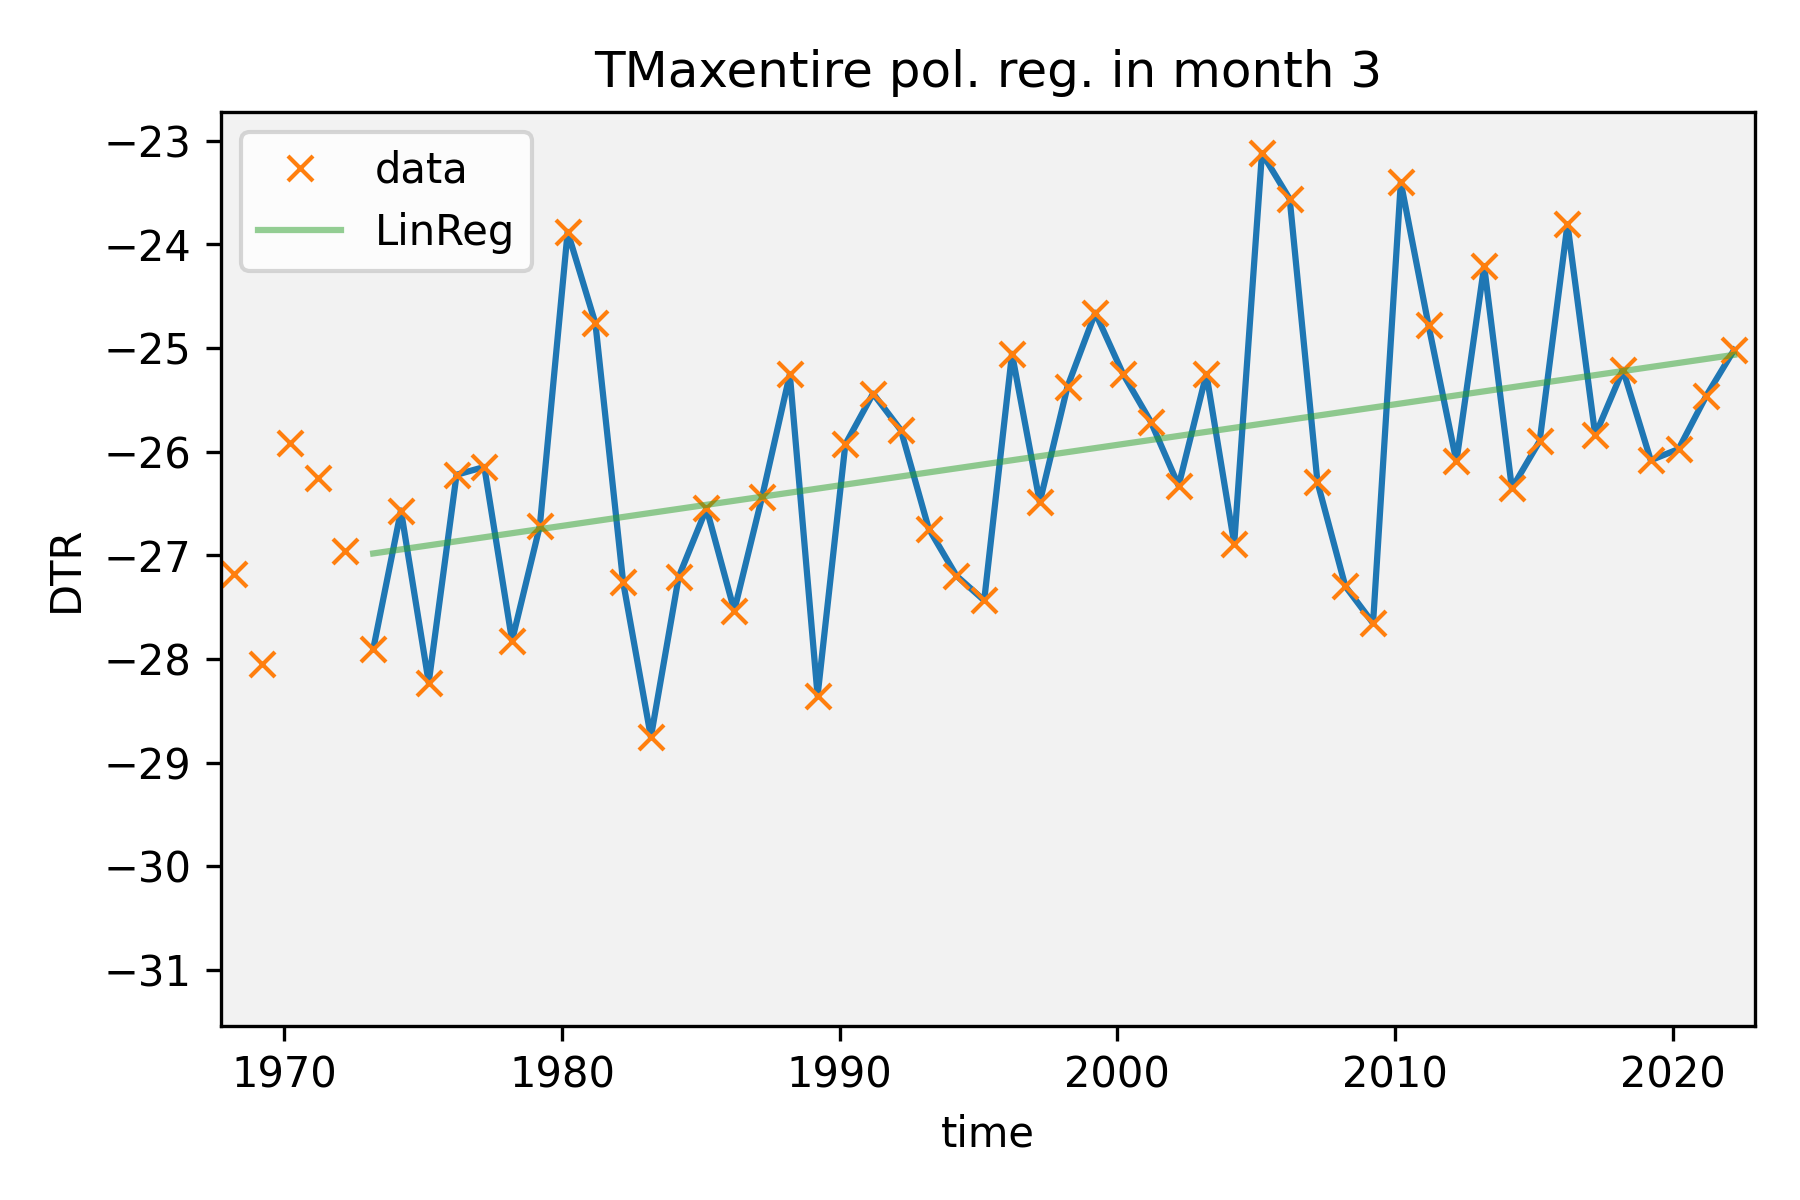 TMaxentire pol. reg. in month 3
data
LinReg
−23
−24
−25
−26
−27
−28
−29
−30
−31
DTR
1970 1980 1990 2000 2010 2020
time